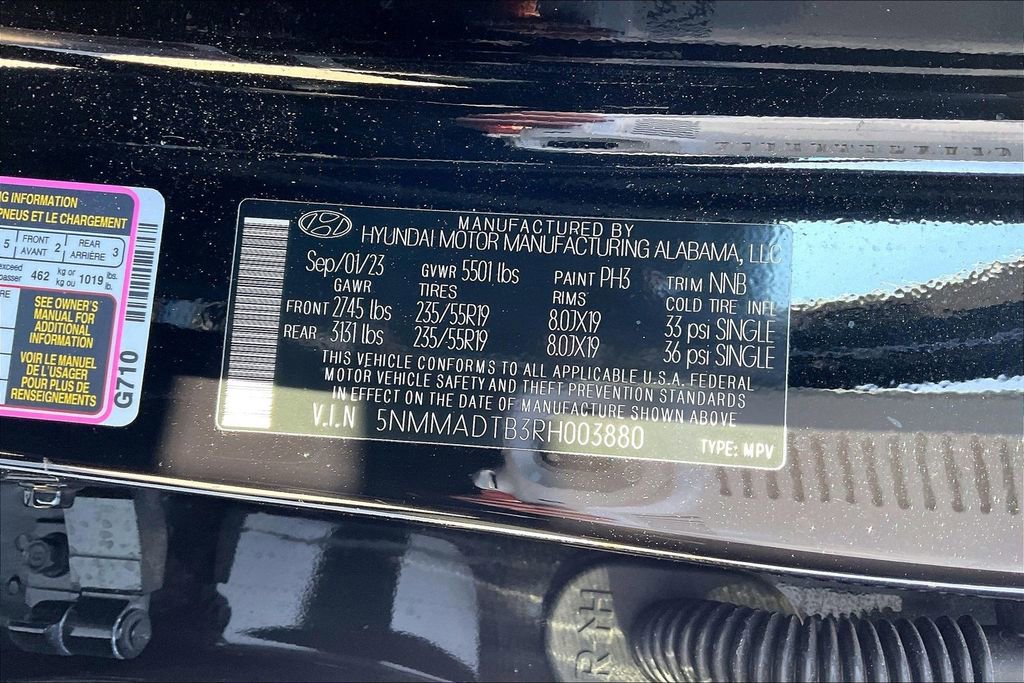 G INFORMATION
PNEUS ET LE CHARGEMENT
5 FRONT AVANT 2 REAR ARRIÈRE 3
462 kg or kg ou 1019 lbs. lb.
SEE OWNER'S
MANUAL FOR
ADDITIONAL
INFORMATION
VOIR LE MANUEL
DE L'USAGER
POUR PLUS DE
RENSEIGNEMENTS
G710
MANUFACTURED BY
HYUNDAI MOTOR MANUFACTURING ALABAMA, LLC
Sep/01/23 GVWR 5501 lbs PAINT PH3 TRIM NNB
GAWR TIRES RIMS COLD TIRE INFL
FRONT 2745 lbs 235/55R19 8.0JX19 33 psi SINGLE
REAR 3131 lbs 235/55R19 8.0JX19 36 psi SINGLE
THIS VEHICLE CONFORMS TO ALL APPLICABLE U.S.A. FEDERAL
MOTOR VEHICLE SAFETY AND THEFT PREVENTION STANDARDS
IN EFFECT ON THE DATE OF MANUFACTURE SHOWN ABOVE
V.I.N 5NMMADTB3RH003880 TYPE: MPV